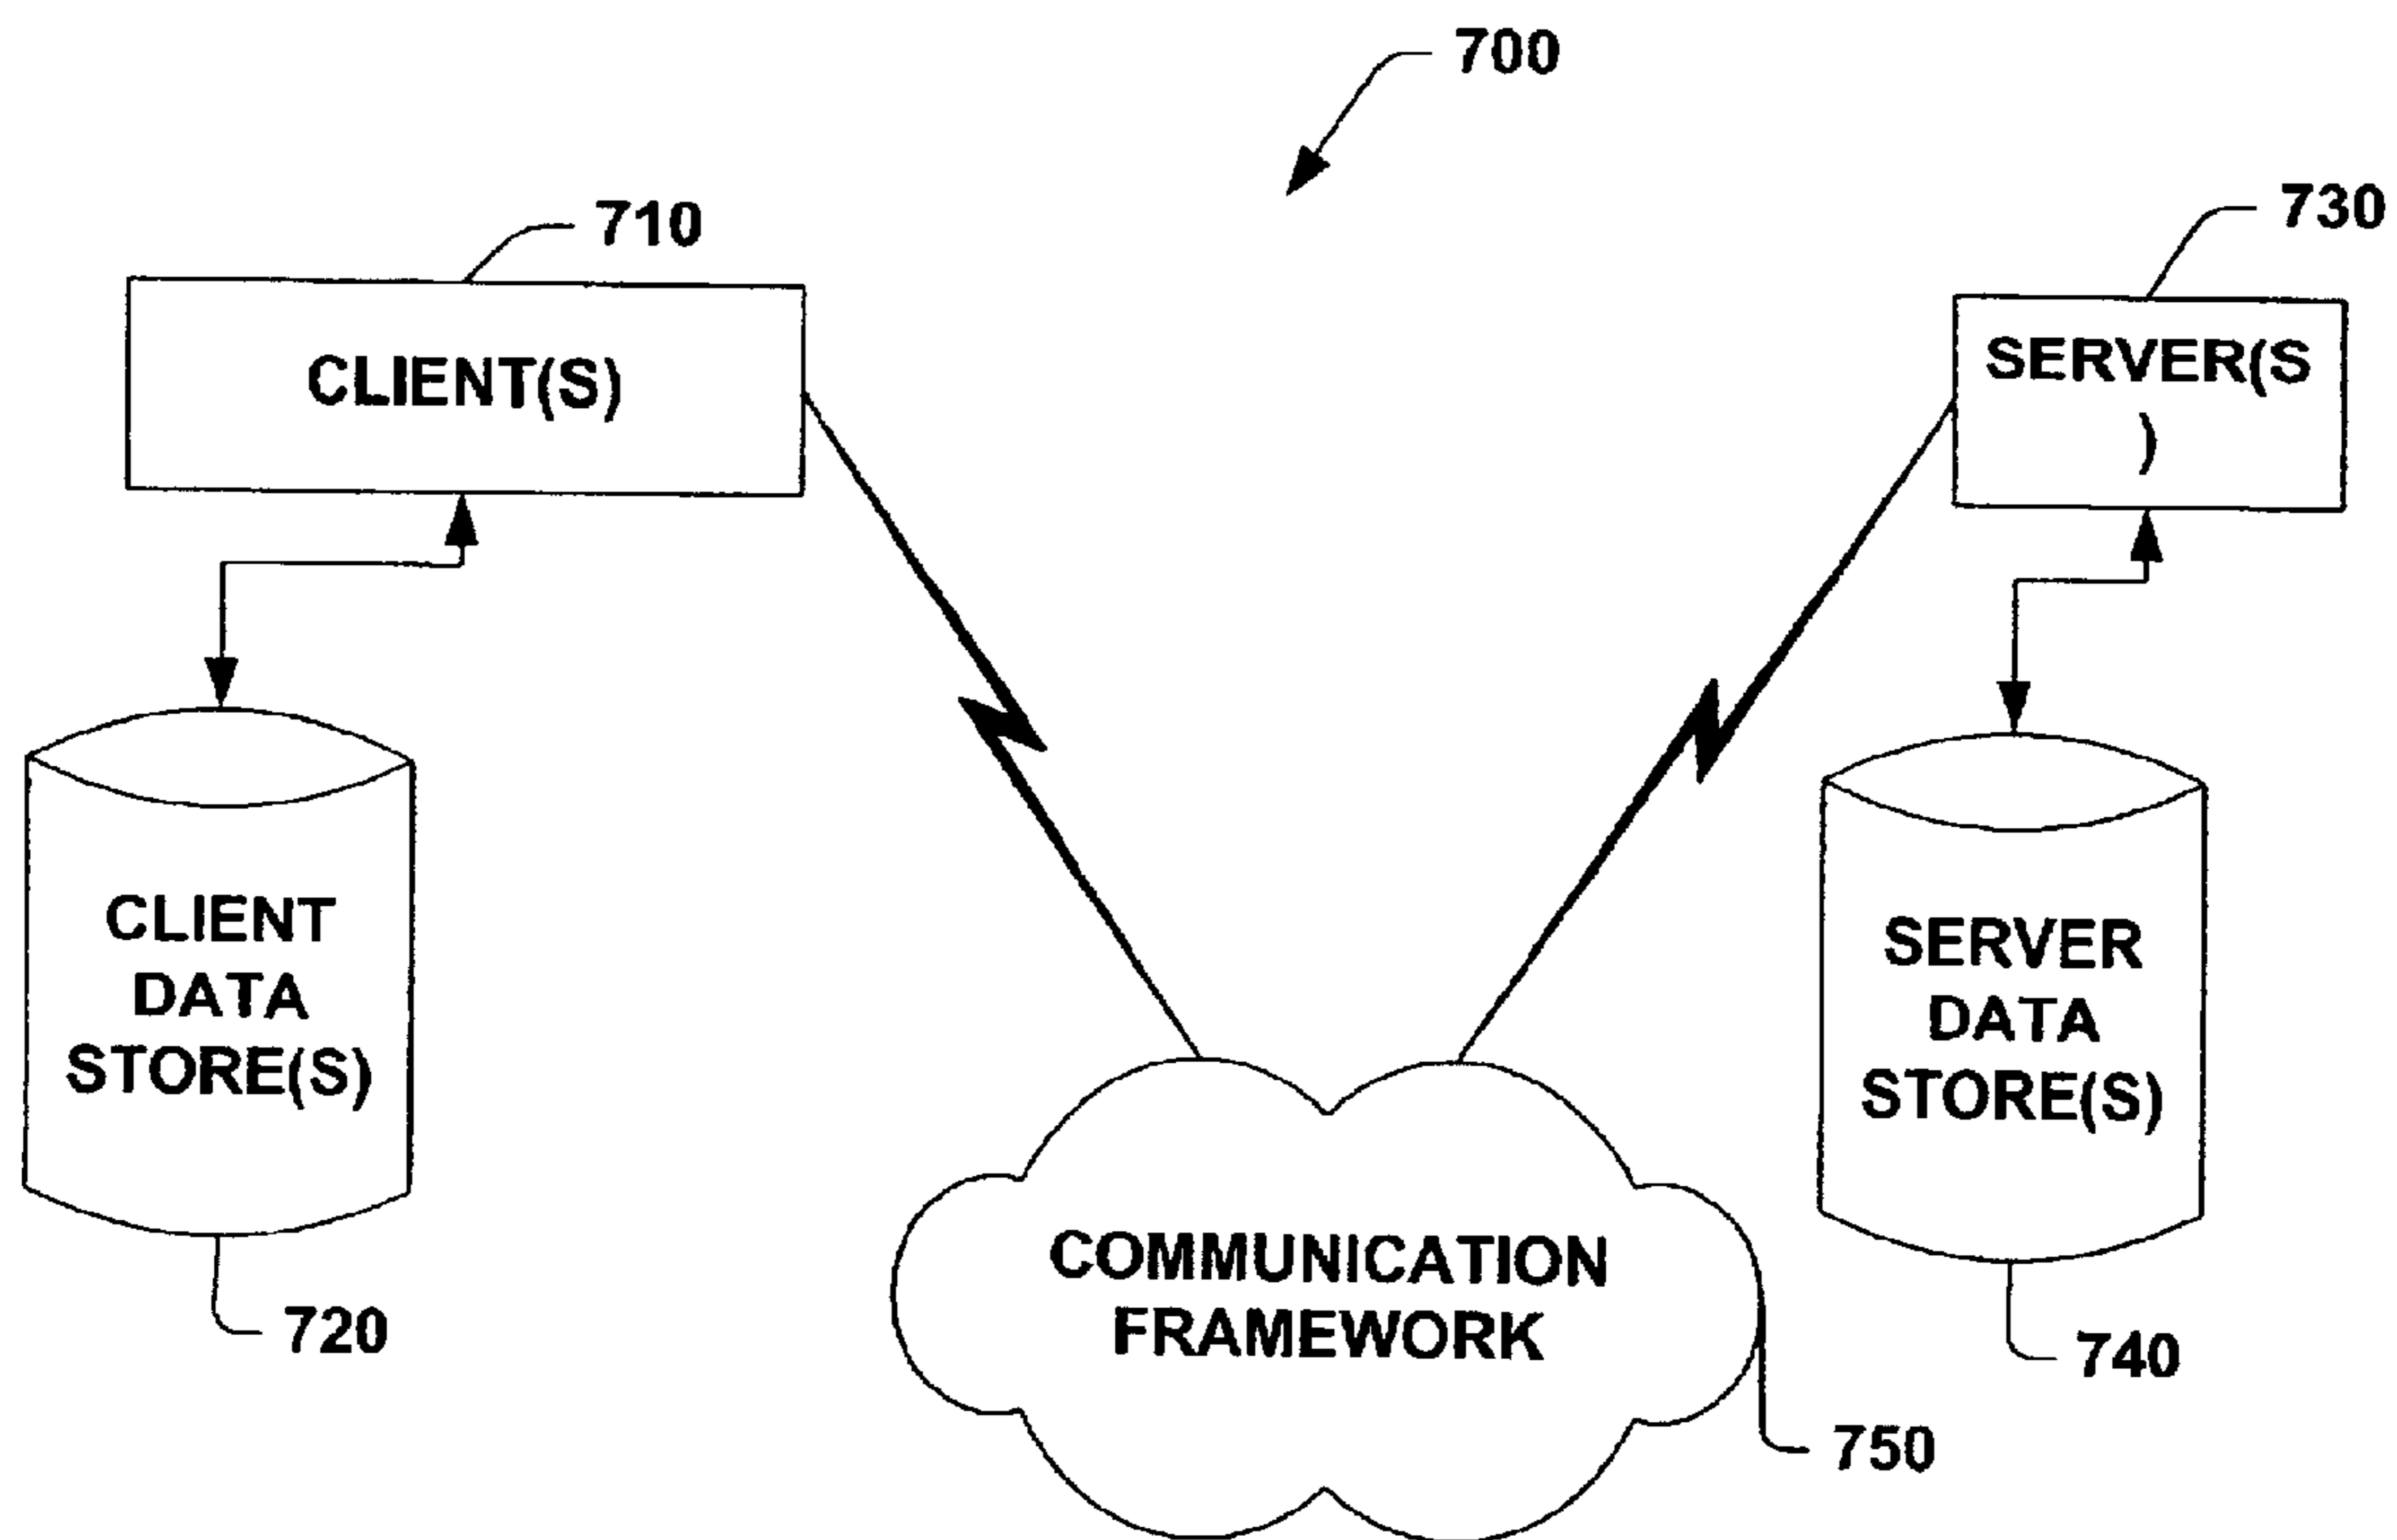 700
710
730
CLIENT(S)
SERVER(S
)
CLIENT
DATA
STORE(S)
SERVER
DATA
STORE(S)
COMMUNICATION
FRAMEWORK
720
740
750